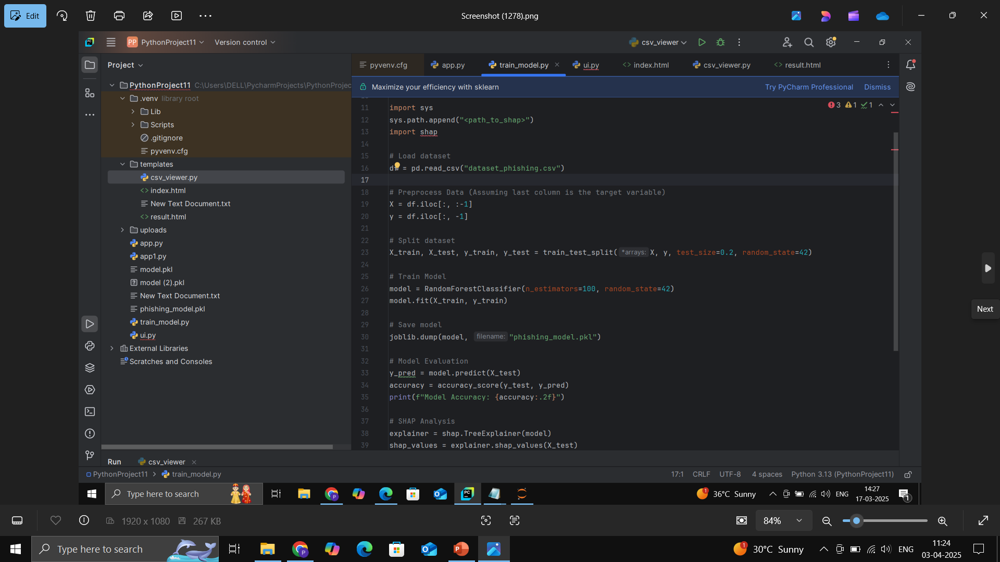 Edit
Screenshot (1278).png
PP PythonProject11
Version control
csv_viewer
Project
pyvenv.cfg
app.py
train_model.py
ui.py
index.html
csv_viewer.py
result.html
Maximize your efficiency with sklearn
Try PyCharm Professional
Dismiss
PythonProject11 C:\Users\DELL\PycharmProjects\PythonProjec
.venv library root
Lib
Scripts
.gitignore
pyvenv.cfg
templates
csv_viewer.py
index.html
New Text Document.txt
result.html
uploads
app.py
app1.py
model.pkl
model (2).pkl
New Text Document.txt
phishing_model.pkl
train_model.py
ui.py
External Libraries
Scratches and Consoles
3 1 1
11 import sys
12 sys.path.append("<path_to_shap>")
13 import shap
14
15 # Load dataset
16 df = pd.read_csv("dataset_phishing.csv")
17
18 # Preprocess Data (Assuming last column is the target variable)
19 X = df.iloc[:, :-1]
20 y = df.iloc[:, -1]
21
22 # Split dataset
23 X_train, X_test, y_train, y_test = train_test_split( *arrays: X, y, test_size=0.2, random_state=42)
24
25 # Train Model
26 model = RandomForestClassifier(n_estimators=100, random_state=42)
27 model.fit(X_train, y_train)
28
29 # Save model
30 joblib.dump(model, filename: "phishing_model.pkl")
31
32 # Model Evaluation
33 y_pred = model.predict(X_test)
34 accuracy = accuracy_score(y_test, y_pred)
35 print(f"Model Accuracy: {accuracy:.2f}")
36
37 # SHAP Analysis
38 explainer = shap.TreeExplainer(model)
39 shap_values = explainer.shap_values(X_test)
Next
Run
csv_viewer
PythonProject11 > train_model.py
17:1 CRLF UTF-8 4 spaces Python 3.13 (PythonProject11)
Type here to search
36°C Sunny
ENG
14:27
17-03-2025
1920 x 1080
267 KB
84%
Type here to search
30°C Sunny
ENG
11:24
03-04-2025